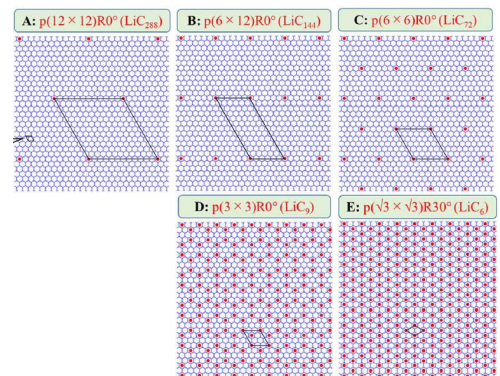 A: p(12 × 12)R0° (LiC₂₈₈)
B: p(6 × 12)R0° (LiC₁₄₄)
C: p(6 × 6)R0° (LiC₇₂)
D: p(3 × 3)R0° (LiC₉)
E: p(√3 × √3)R30° (LiC₆)